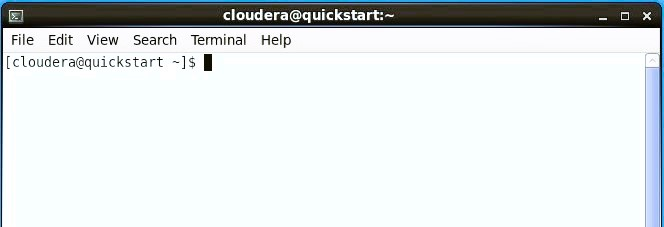 cloudera@quickstart:~
File Edit View Search Terminal Help
[cloudera@quickstart ~]$